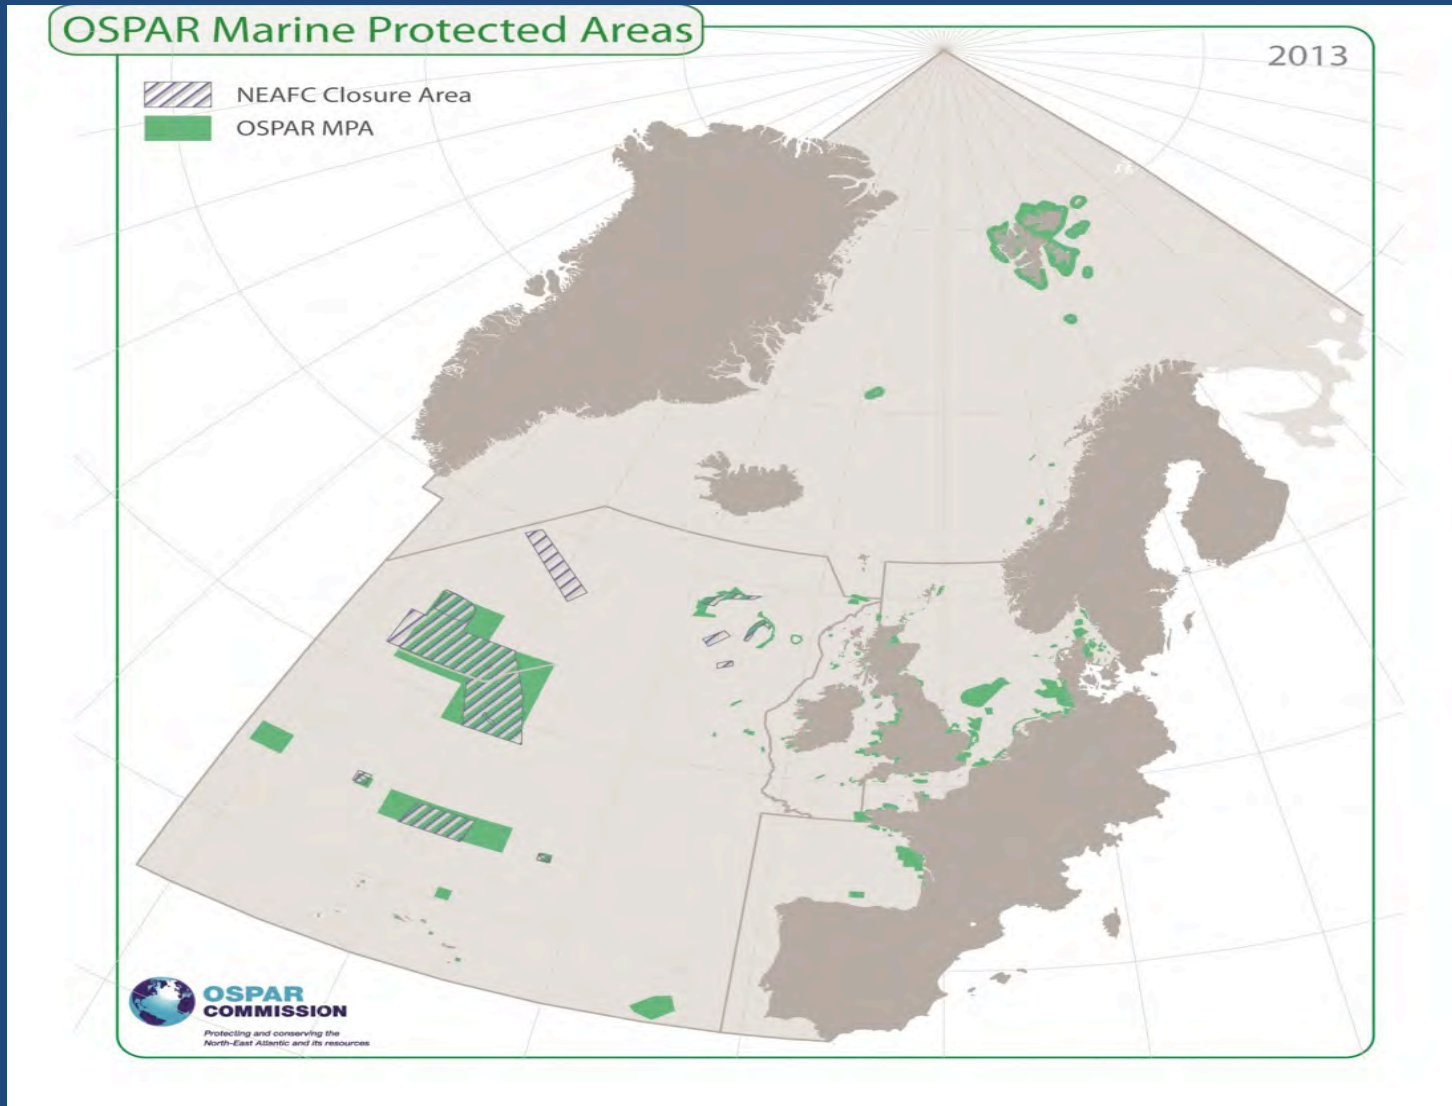 OSPAR Marine Protected Areas
2013
NEAFC Closure Area
OSPAR MPA
OSPAR
COMMISSION
Protecting and conserving the
North-East Atlantic and its resources